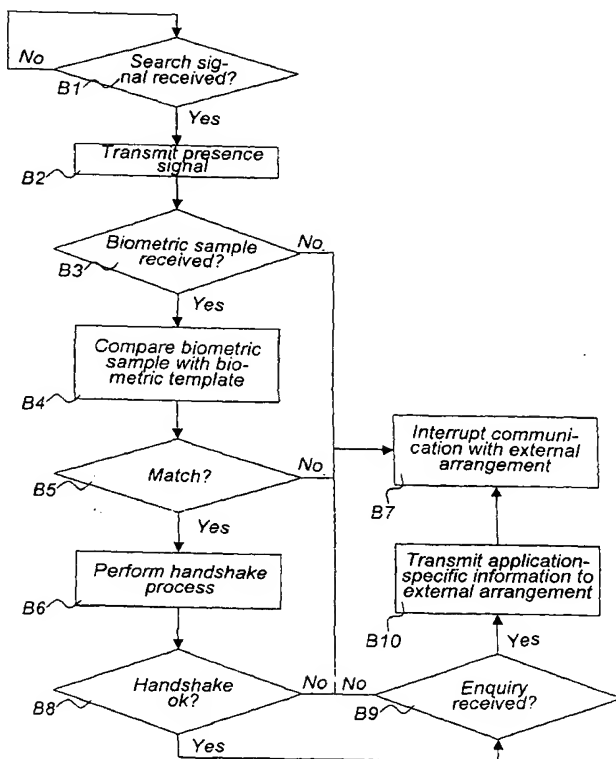 No
Search sig-
nal received?
B1
Yes
Transmit presence
signal
B2
Biometric sample
received?
No
B3
Yes
Compare biometric
sample with bio-
metric template
B4
Interrupt communi-
cation with external
arrangement
B7
Match?
No
B5
Yes
Perform handshake
process
B6
Transmit application-
specific information to
external arrangement
B10
Yes
Handshake
ok?
No
No
B8
Enquiry
received?
B9
Yes